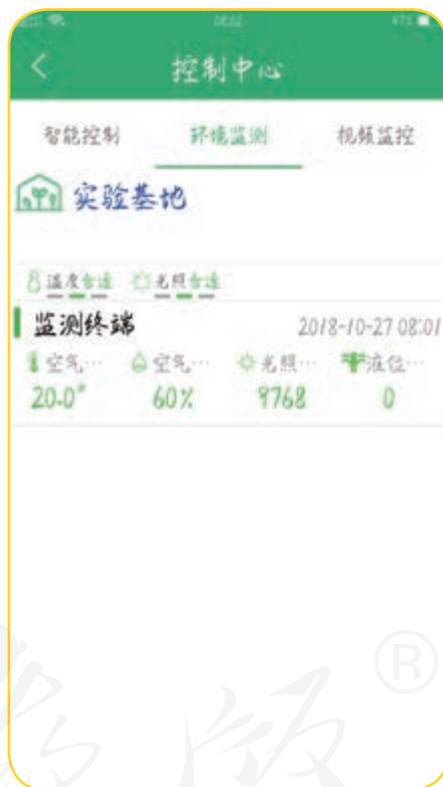 控制中心
智能控制 环境监测 视频监控
实验基地
温度合适 光照合适
监测终端 2018-10-27 08:01
空气… 空气… 光照… 液位…
20.0° 60% 9768 0
版®